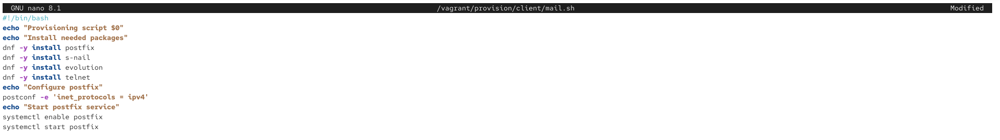 GNU nano 8.1 /vagrant/provision/client/mail.sh Modified
#!/bin/bash
echo "Provisioning script $0"
echo "Install needed packages"
dnf -y install postfix
dnf -y install s-nail
dnf -y install evolution
dnf -y install telnet
echo "Configure postfix"
postconf -e 'inet_protocols = ipv4'
echo "Start postfix service"
systemctl enable postfix
systemctl start postfix